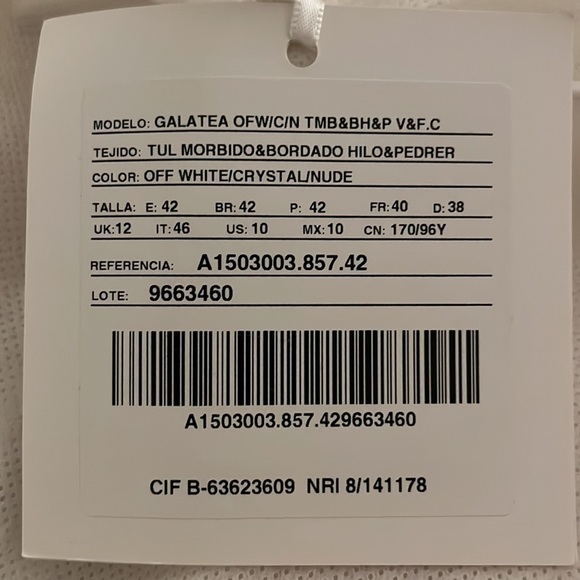 MODELO: GALATEA OFW/C/N TMB&BH&P V&F.C
TEJIDO: TUL MORBIDO&BORDADO HILO&PEDRER
COLOR: OFF WHITE/CRYSTAL/NUDE
TALLA: E: 42 BR: 42 P: 42 FR: 40 D: 38
UK: 12 IT: 46 US: 10 MX: 10 CN: 170/96Y
REFERENCIA: A1503003.857.42
LOTE: 9663460
A1503003.857.429663460
CIF B-63623609 NRI 8/141178